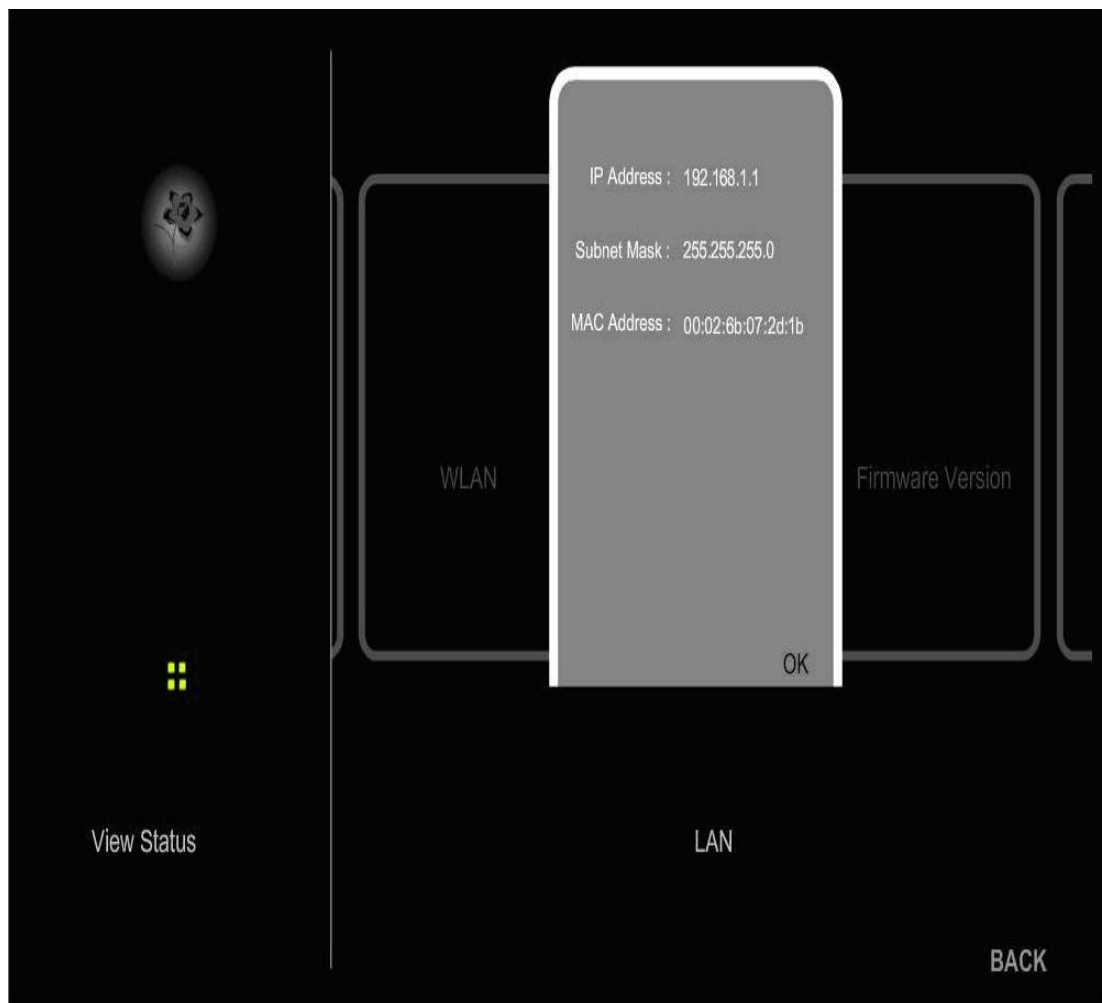 IP Address : 192.168.1.1
Subnet Mask : 255.255.255.0
MAC Address : 00:02:6b:07:2d:1b
WLAN
Firmware Version
OK
View Status
LAN
BACK